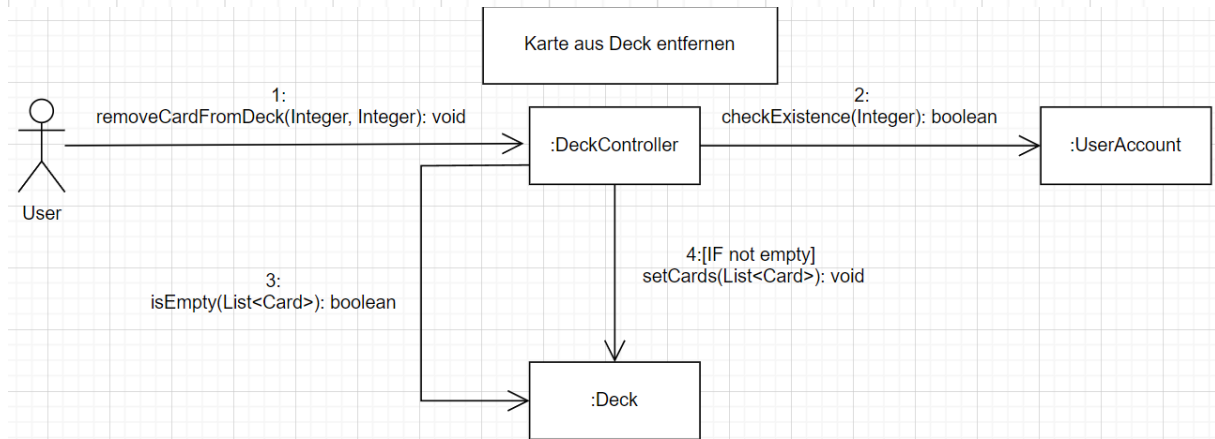 Karte aus Deck entfernen
1:
removeCardFromDeck(Integer, Integer): void
2:
checkExistence(Integer): boolean
:DeckController
:UserAccount
User
4:[IF not empty]
setCards(List<Card>): void
3:
isEmpty(List<Card>): boolean
:Deck